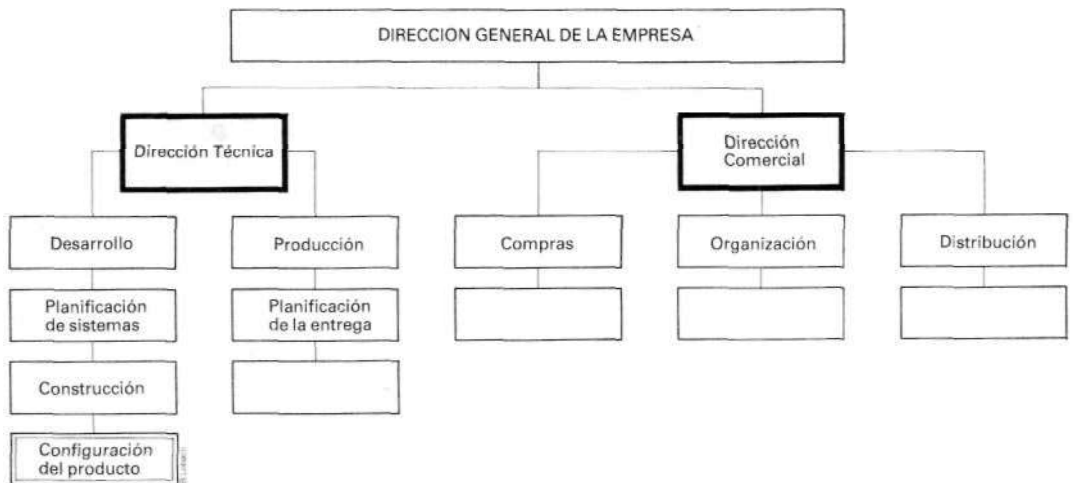 DIRECCION GENERAL DE LA EMPRESA
Dirección Técnica
Dirección
Comercial
Desarrollo
Producción
Compras
Organización
Distribución
Planificación
de sistemas
Planificación
de la entrega
Construcción
Configuración
del producto